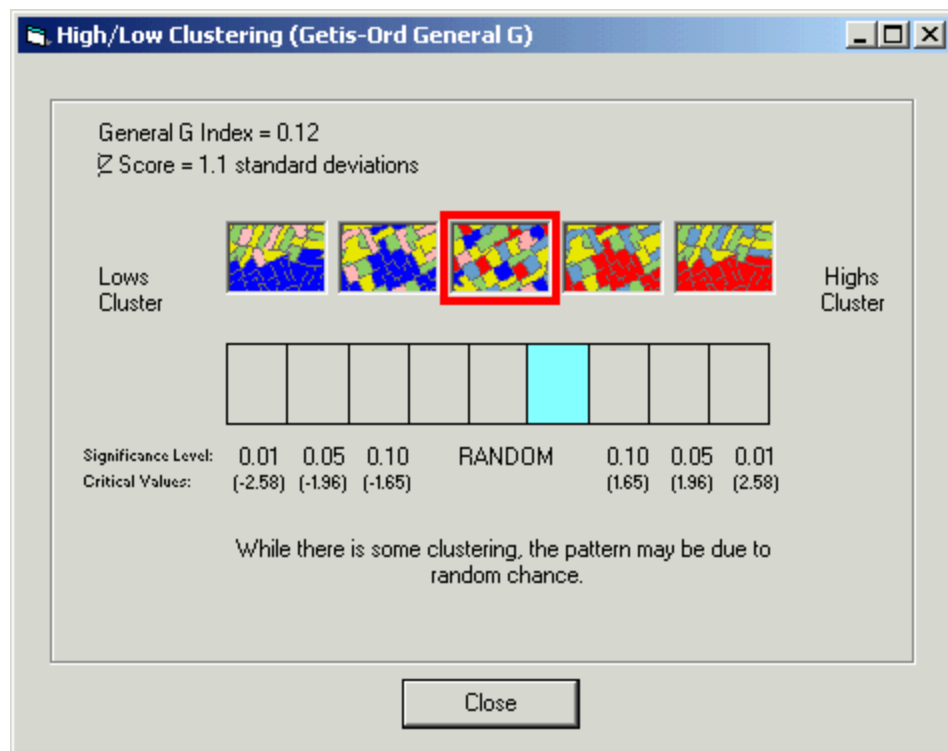 High/Low Clustering (Getis-Ord General G)
General G Index = 0.12
Z Score = 1.1 standard deviations
Lows
Cluster
Highs
Cluster
Significance Level: 0.01 0.05 0.10 RANDOM 0.10 0.05 0.01
Critical Values: (-2.58) (-1.96) (-1.65) (1.65) (1.96) (2.58)
While there is some clustering, the pattern may be due to
random chance.
Close